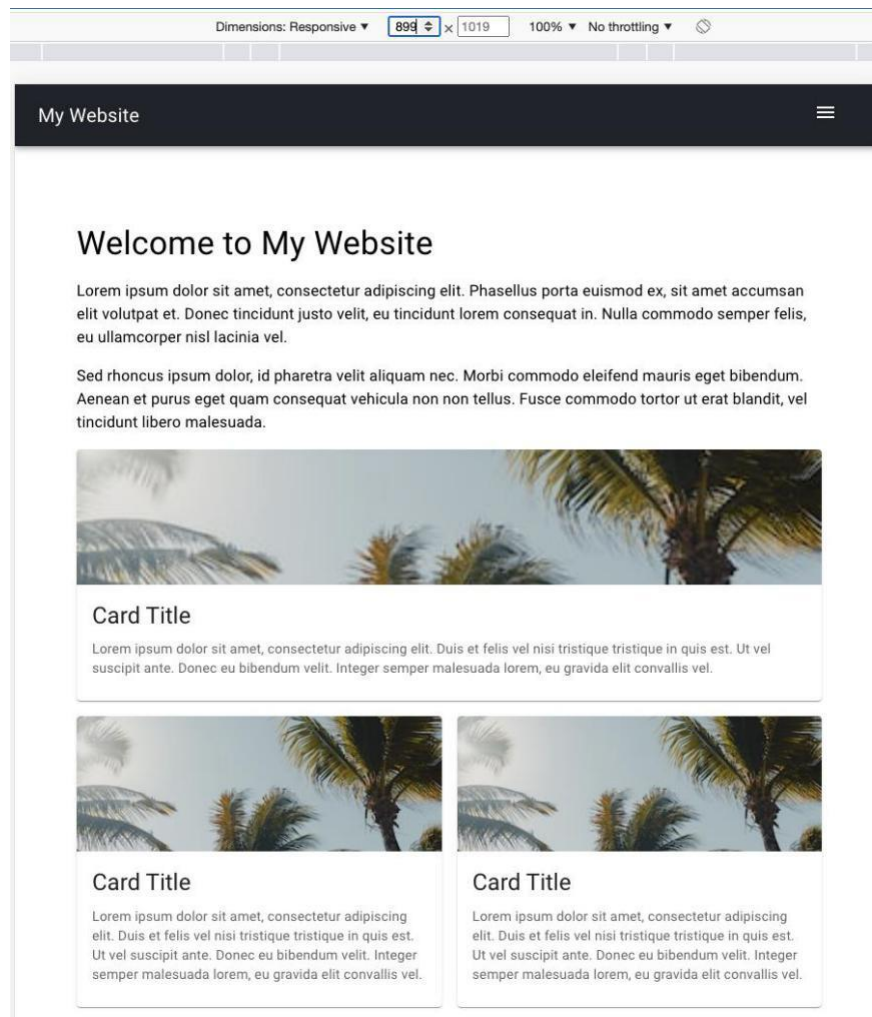 Dimensions: Responsive ▼ 899 × 1019 100% ▼ No throttling ▼
My Website
Welcome to My Website
Lorem ipsum dolor sit amet, consectetur adipiscing elit. Phasellus porta euismod ex, sit amet accumsan
elit volutpat et. Donec tincidunt justo velit, eu tincidunt lorem consequat in. Nulla commodo semper felis,
eu ullamcorper nisl lacinia vel.
Sed rhoncus ipsum dolor, id pharetra velit aliquam nec. Morbi commodo eleifend mauris eget bibendum.
Aenean et purus eget quam consequat vehicula non non tellus. Fusce commodo tortor ut erat blandit, vel
tincidunt libero malesuada.
Card Title
Lorem ipsum dolor sit amet, consectetur adipiscing elit. Duis et felis vel nisi tristique tristique in quis est. Ut vel
suscipit ante. Donec eu bibendum velit. Integer semper malesuada lorem, eu gravida elit convallis vel.
Card Title
Lorem ipsum dolor sit amet, consectetur adipiscing
elit. Duis et felis vel nisi tristique tristique in quis est.
Ut vel suscipit ante. Donec eu bibendum velit. Integer
semper malesuada lorem, eu gravida elit convallis vel.
Card Title
Lorem ipsum dolor sit amet, consectetur adipiscing
elit. Duis et felis vel nisi tristique tristique in quis est.
Ut vel suscipit ante. Donec eu bibendum velit. Integer
semper malesuada lorem, eu gravida elit convallis vel.